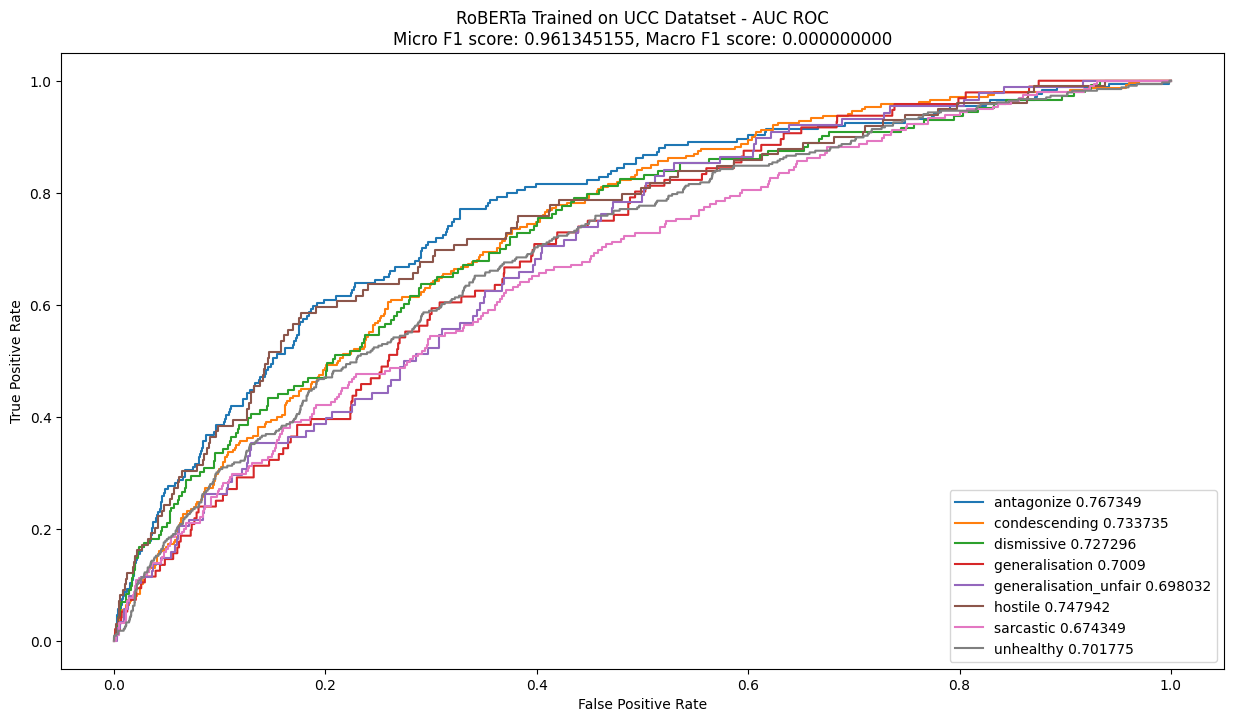 RoBERTa Trained on UCC Datatset - AUC ROC
Micro F1 score: 0.961345155, Macro F1 score: 0.000000000
1.0
0.8
0.6
0.4
0.2
0.0
True Positive Rate
antagonize 0.767349
condescending 0.733735
dismissive 0.727296
generalisation 0.7009
generalisation_unfair 0.698032
hostile 0.747942
sarcastic 0.674349
unhealthy 0.701775
0.0 0.2 0.4 0.6 0.8 1.0
False Positive Rate